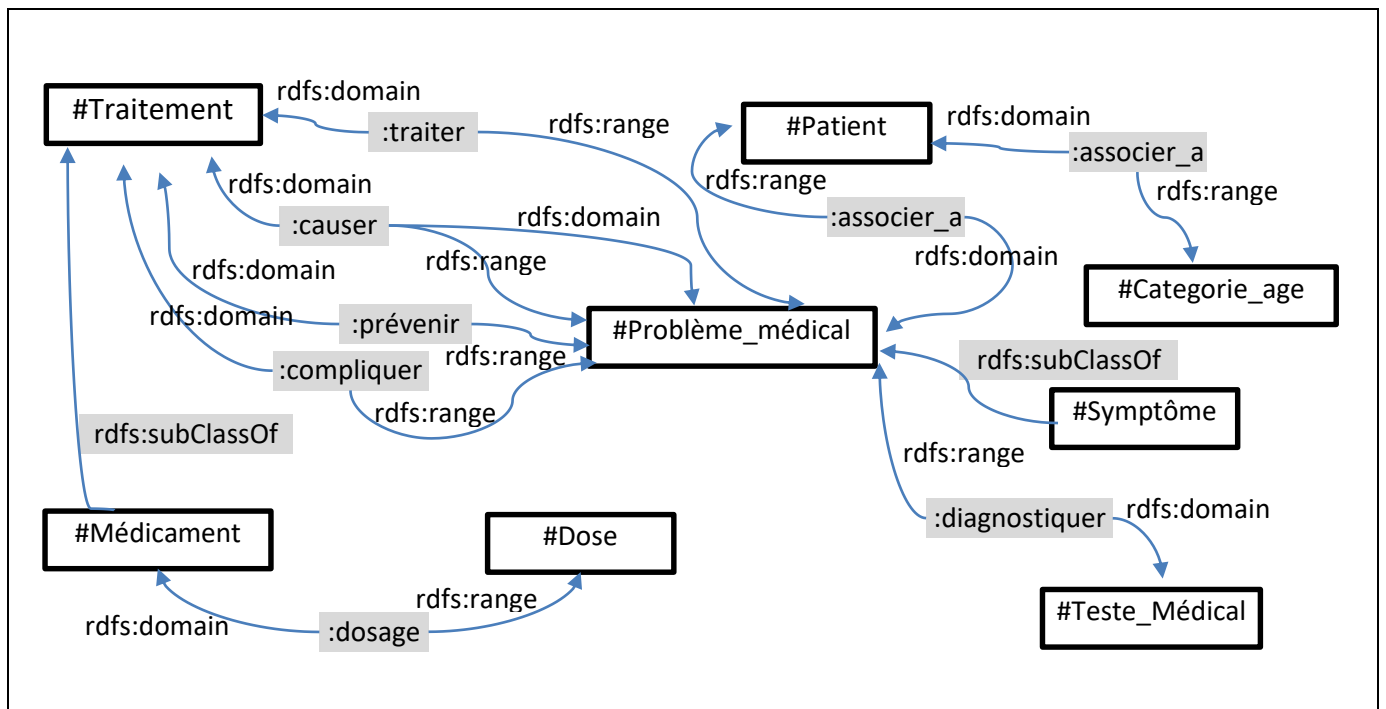 #Traitement
rdfs:domain
:traiter
rdfs:range
#Patient
rdfs:domain
:associer_a
rdfs:range
rdfs:domain
:causer
rdfs:domain
rdfs:range
rdfs:range
:associer_a
rdfs:domain
#Categorie_age
rdfs:domain
:prévenir
rdfs:range
#Problème_médical
rdfs:domain
:compliquer
rdfs:range
rdfs:subClassOf
#Symptôme
rdfs:subClassOf
rdfs:range
#Médicament
#Dose
:diagnostiquer
rdfs:domain
rdfs:domain
:dosage
rdfs:range
#Teste_Médical